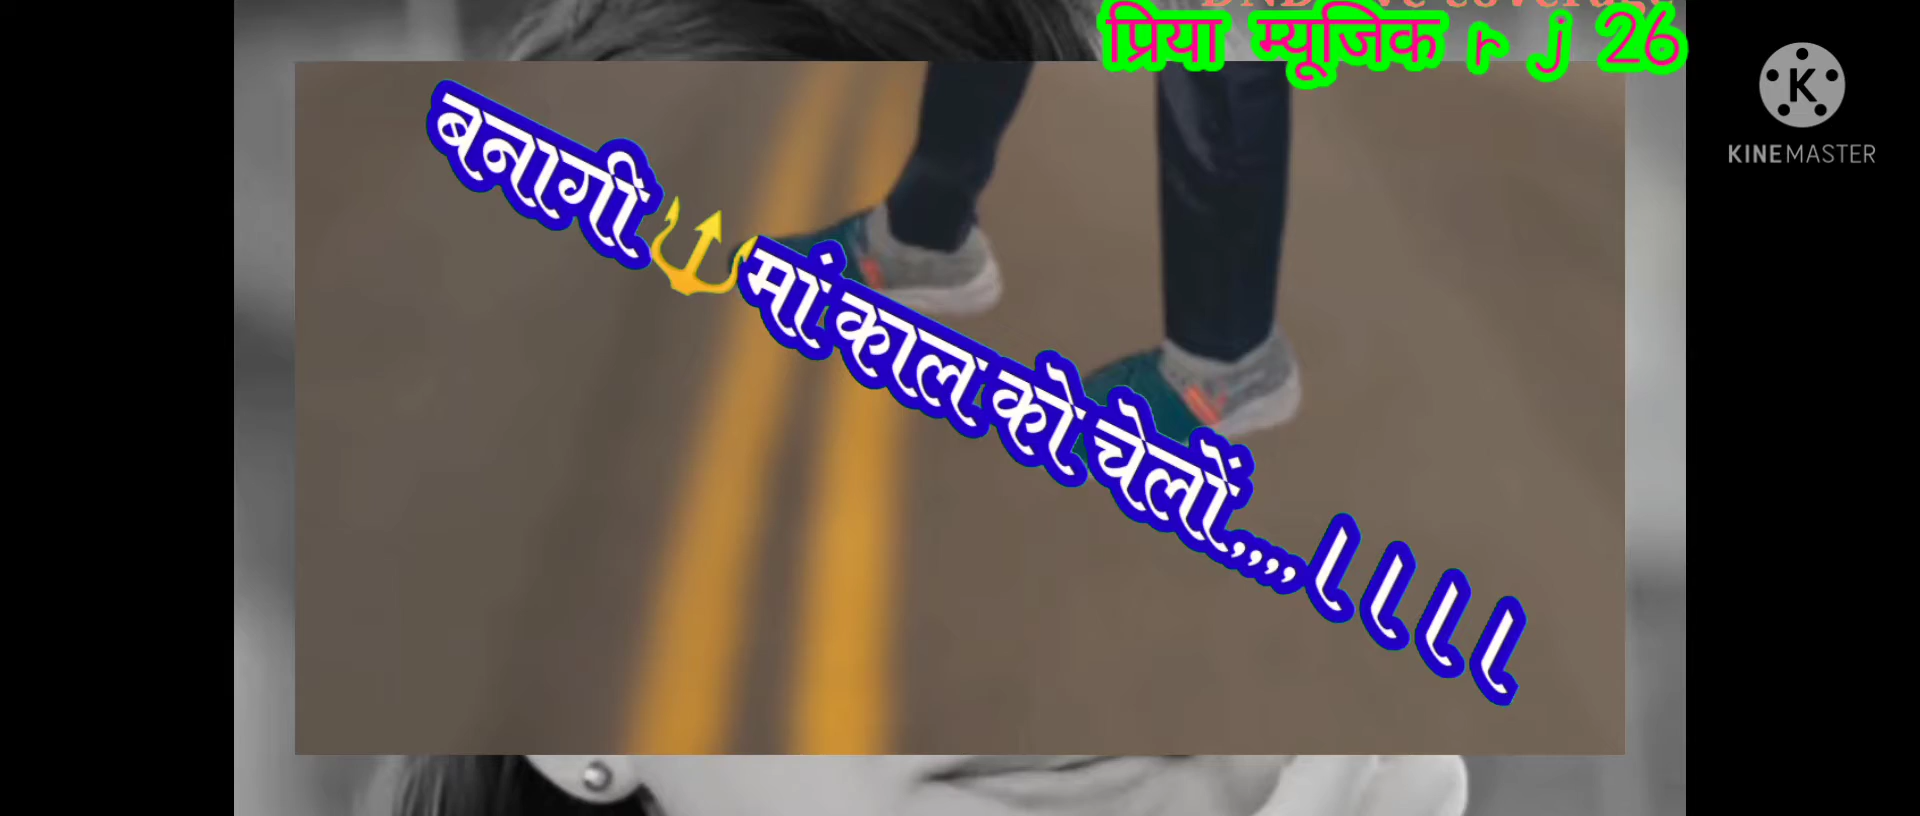 प्रिया म्यूजिक r j 26
KINEMASTER
बनागी🔱मां काल को चेलों,,,,।।।।